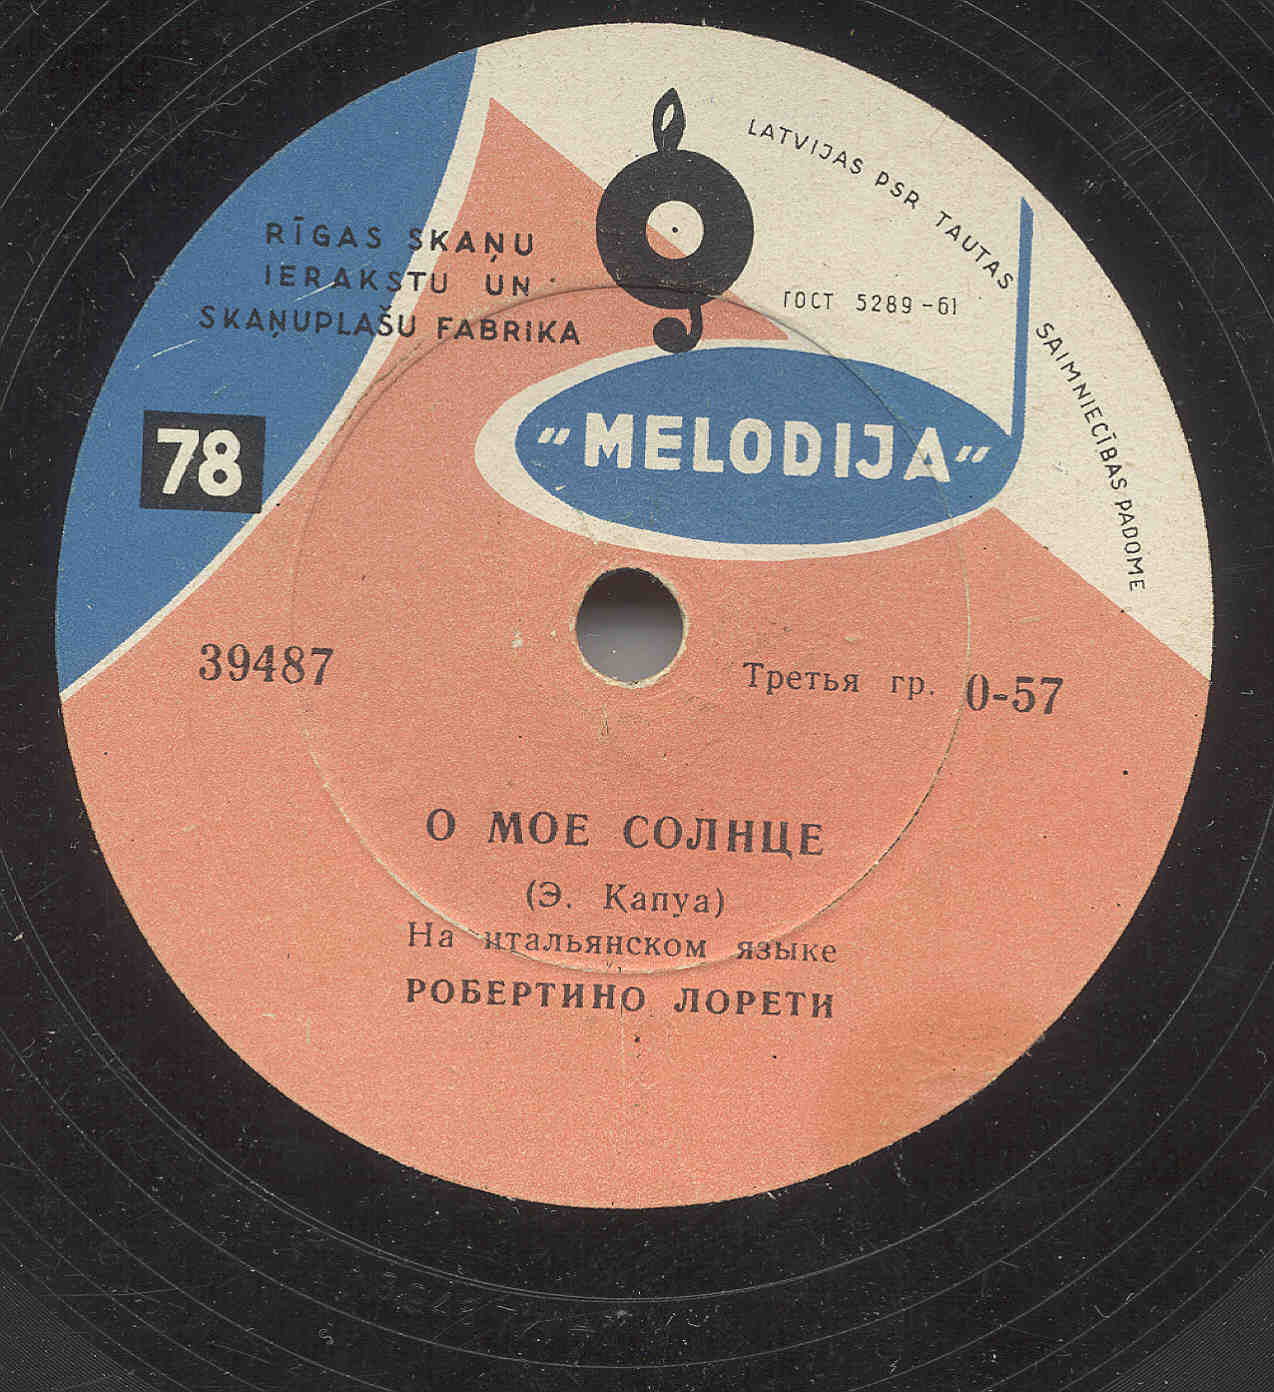 LATVIJAS PSR TAUTAS SAIMNIECĪBAS PADOME
RĪGAS SKAŅU
IERAKSTU UN
SKAŅUPLAŠU FABRIKA
ГОСТ 5289-61
"MELODIJA"
78
39487
Третья гр. 0-57
О МОЕ СОЛНЦЕ
(Э. Капуа)
На итальянском языке
РОБЕРТИНО ЛОРЕТИ